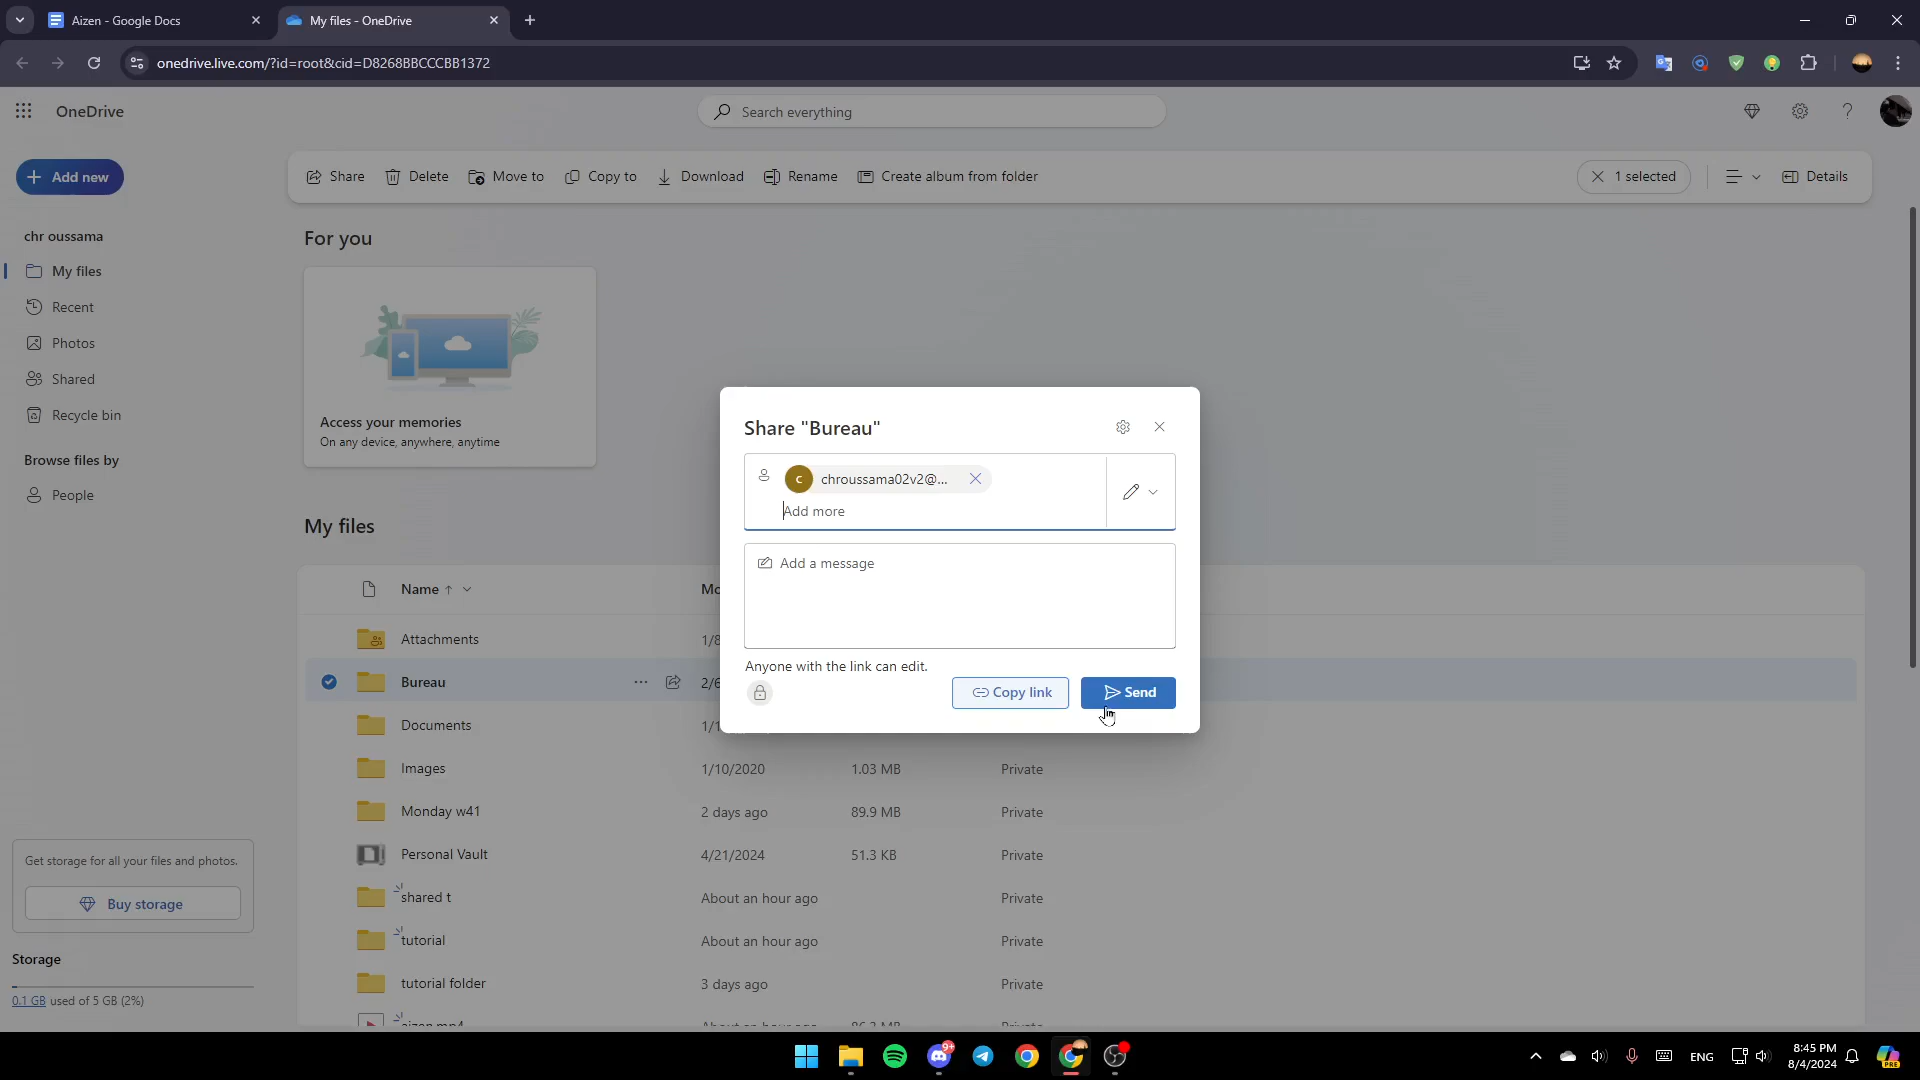 Aizen - Google Docs
My files - OneDrive
onedrive.live.com/?id=root&cid=D8268BBCCCBB1372
OneDrive
Search everything
Add new
Share
Delete
Move to
Copy to
Download
Rename
Create album from folder
1 selected
Details
chr oussama
My files
Recent
Photos
Shared
Recycle bin
Browse files by
People
For you
Access your memories
On any device, anywhere, anytime
My files
Name
Attachments
Bureau
Documents
Images 1/10/2020 1.03 MB Private
Monday w41 2 days ago 89.9 MB Private
Personal Vault 4/21/2024 51.3 KB Private
shared t About an hour ago Private
tutorial About an hour ago Private
tutorial folder 3 days ago Private
Share "Bureau"
c chroussama02v2@...
Add more
Add a message
Anyone with the link can edit.
Copy link
Send
Get storage for all your files and photos.
Buy storage
Storage
0.1 GB used of 5 GB (2%)
9+
ENG
8:45 PM
8/4/2024
PRE